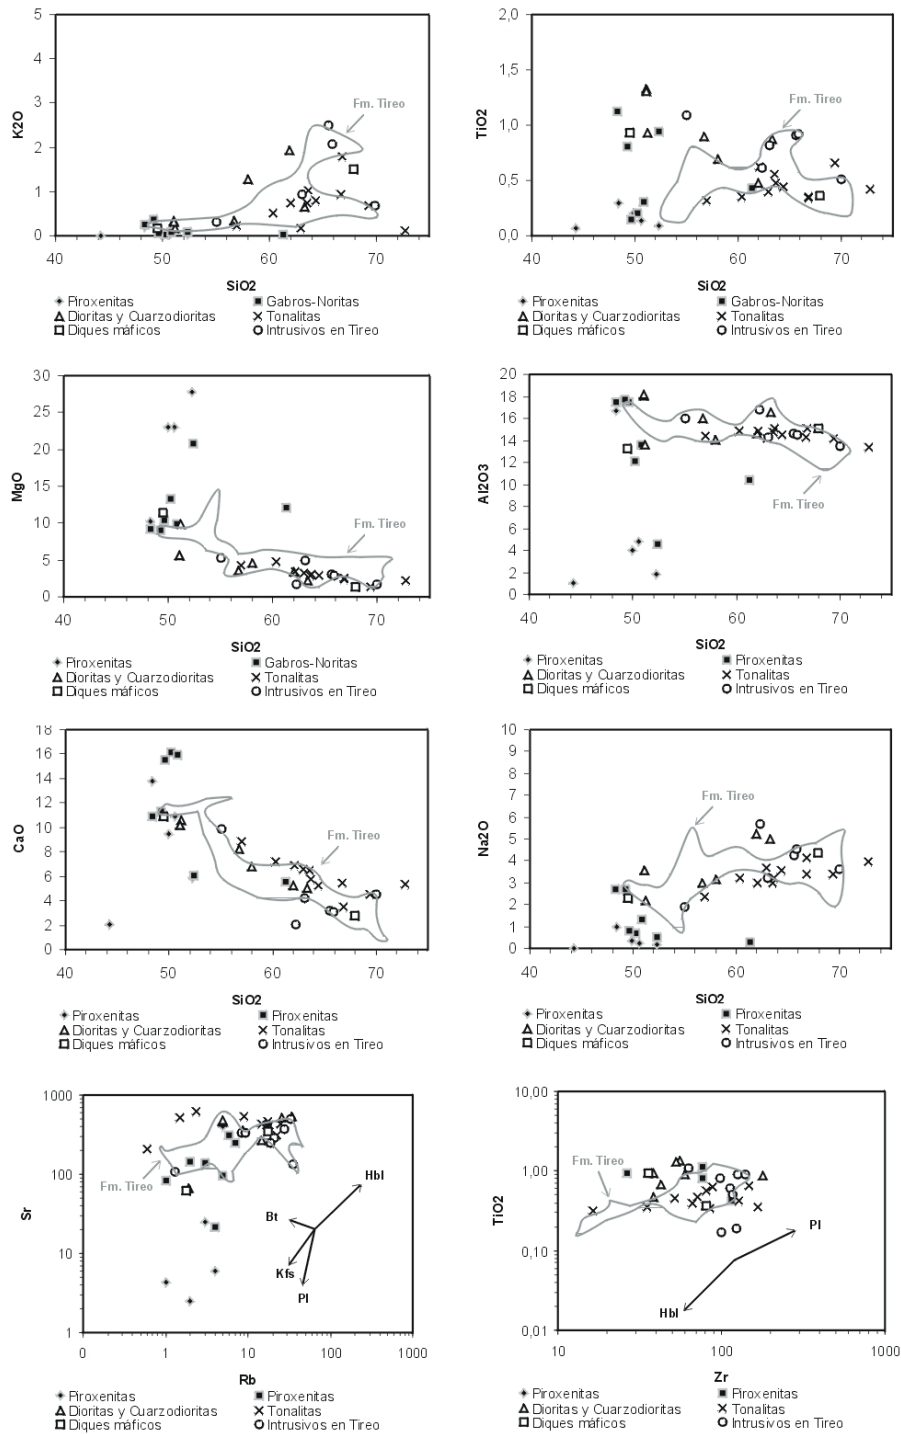 5
4
3
2
1
0
K2O
Fm. Tireo
40 50 60 70
SiO2
Piroxenitas Gabros-Noritas
Dioritas y Cuarzodioritas Tonalitas
Diques máficos Intrusivos en Tireo
2,0
1,5
1,0
0,5
0,0
TiO2
Fm. Tireo
40 50 60 70
SiO2
Piroxenitas Gabros-Noritas
Dioritas y Cuarzodioritas Tonalitas
Diques máficos Intrusivos en Tireo
30
25
20
15
10
5
0
MgO
Fm. Tireo
40 50 60 70
SiO2
Piroxenitas Gabros-Noritas
Dioritas y Cuarzodioritas Tonalitas
Diques máficos Intrusivos en Tireo
20
18
16
14
12
10
8
6
4
2
0
Al2O3
Fm. Tireo
40 50 60 70
SiO2
Piroxenitas Piroxenitas
Dioritas y Cuarzodioritas Tonalitas
Diques máficos Intrusivos en Tireo
18
16
14
12
10
8
6
4
2
0
CaO
Fm. Tireo
40 50 60 70
SiO2
Piroxenitas Piroxenitas
Dioritas y Cuarzodioritas Tonalitas
Diques máficos Intrusivos en Tireo
10
9
8
7
6
5
4
3
2
1
0
Na2O
Fm. Tireo
40 50 60 70
SiO2
Piroxenitas Piroxenitas
Dioritas y Cuarzodioritas Tonalitas
Diques máficos Intrusivos en Tireo
1000
100
10
1
Sr
Fm. Tireo
Hbl
Bt
Kfs
Pl
0 1 10 100 1000
Rb
Piroxenitas Piroxenitas
Dioritas y Cuarzodioritas Tonalitas
Diques máficos Intrusivos en Tireo
10,00
1,00
0,10
0,01
TiO2
Fm. Tireo
Pl
Hbl
10 100 1000
Zr
Piroxenitas Piroxenitas
Dioritas y Cuarzodioritas Tonalitas
Diques máficos Intrusivos en Tireo